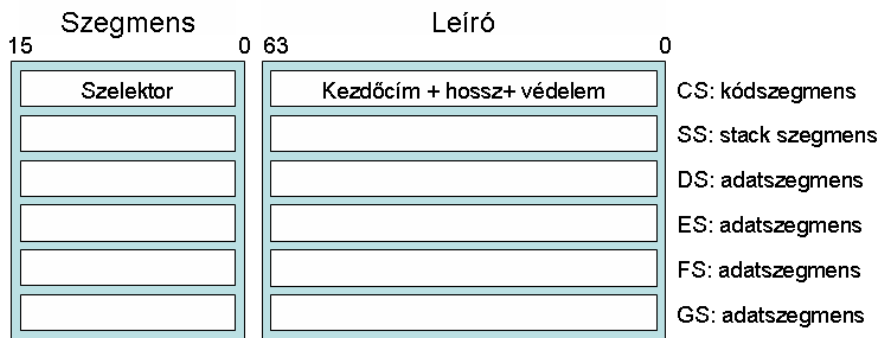 Szegmens Leíró
15 0 63 0
Szelektor Kezdőcím + hossz+ védelem CS: kódszegmens
SS: stack szegmens
DS: adatszegmens
ES: adatszegmens
FS: adatszegmens
GS: adatszegmens